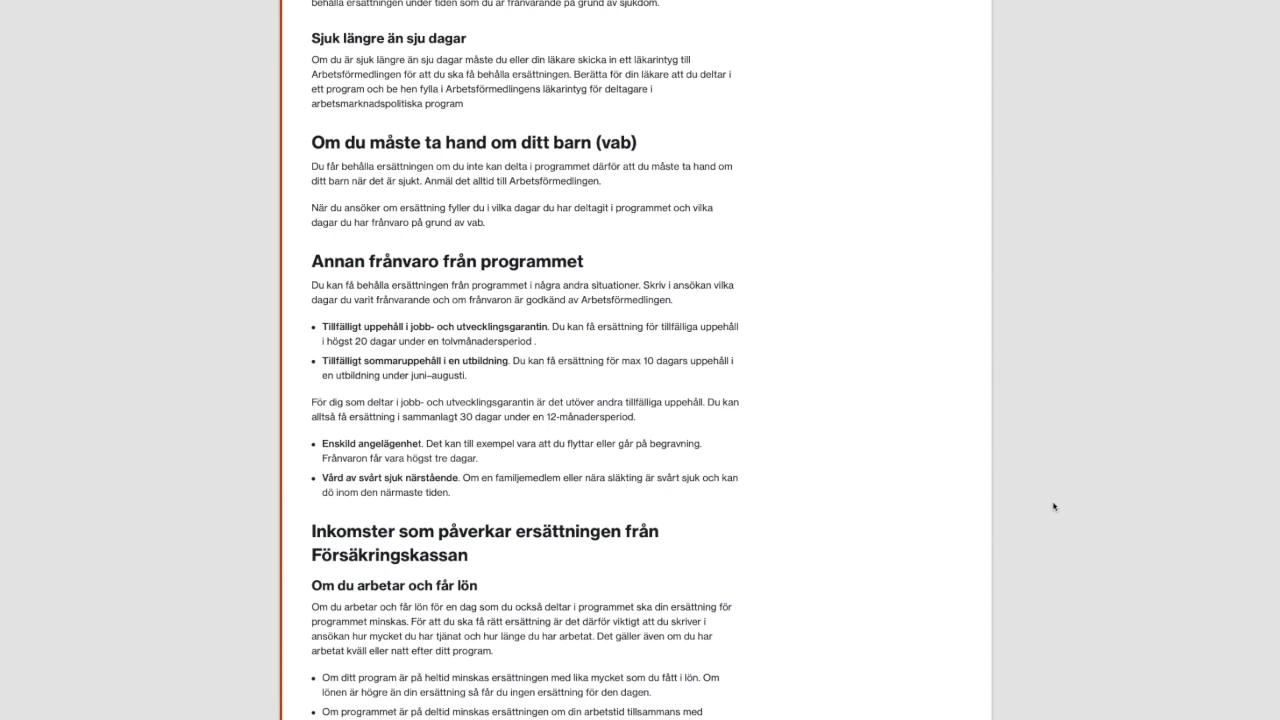 behålla ersättningen under tiden som du är frånvarande på grund av sjukdom.
Sjuk längre än sju dagar
Om du är sjuk längre än sju dagar måste du eller din läkare skicka in ett läkarintyg till
Arbetsförmedlingen för att du ska få behålla ersättningen. Berätta för din läkare att du deltar i
ett program och be hen fylla i Arbetsförmedlingens läkarintyg för deltagare i
arbetsmarknadspolitiska program
Om du måste ta hand om ditt barn (vab)
Du får behålla ersättningen om du inte kan delta i programmet därför att du måste ta hand om
ditt barn när det är sjukt. Anmäl det alltid till Arbetsförmedlingen.
När du ansöker om ersättning fyller du i vilka dagar du har deltagit i programmet och vilka
dagar du har frånvaro på grund av vab.
Annan frånvaro från programmet
Du kan få behålla ersättningen från programmet i några andra situationer. Skriv i ansökan vilka
dagar du varit frånvarande och om frånvaron är godkänd av Arbetsförmedlingen.
• Tillfälligt uppehåll i jobb- och utvecklingsgarantin. Du kan få ersättning för tillfälliga uppehåll
i högst 20 dagar under en tolvmånadersperiod .
• Tillfälligt sommaruppehåll i en utbildning. Du kan få ersättning för max 10 dagars uppehåll i
en utbildning under juni–augusti.
För dig som deltar i jobb- och utvecklingsgarantin är det utöver andra tillfälliga uppehåll. Du kan
alltså få ersättning i sammanlagt 30 dagar under en 12-månadersperiod.
• Enskild angelägenhet. Det kan till exempel vara att du flyttar eller går på begravning.
Frånvaron får vara högst tre dagar.
• Vård av svårt sjuk närstående. Om en familjemedlem eller nära släkting är svårt sjuk och kan
dö inom den närmaste tiden.
Inkomster som påverkar ersättningen från
Försäkringskassan
Om du arbetar och får lön
Om du arbetar och får lön för en dag som du också deltar i programmet ska din ersättning för
programmet minskas. För att du ska få rätt ersättning är det därför viktigt att du skriver i
ansökan hur mycket du har tjänat och hur länge du har arbetat. Det gäller även om du har
arbetat kväll eller natt efter ditt program.
• Om ditt program är på heltid minskas ersättningen med lika mycket som du fått i lön. Om
lönen är högre än din ersättning så får du ingen ersättning för den dagen.
• Om programmet är på deltid minskas ersättningen om din arbetstid tillsammans med